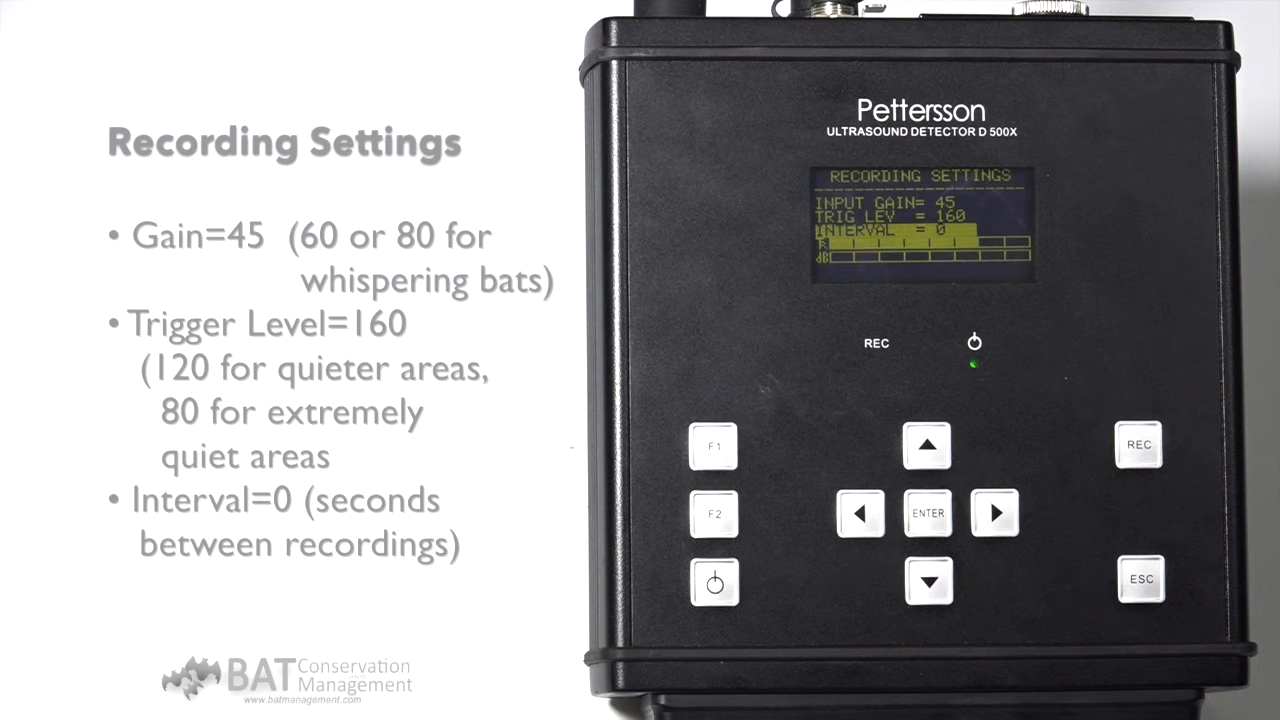 Recording Settings
• Gain=45 (60 or 80 for
whispering bats)
• Trigger Level=160
(120 for quieter areas,
80 for extremely
quiet areas
• Interval=0 (seconds
between recordings)
BAT Conservation
AND
Management
www.batmanagement.com
Pettersson
ULTRASOUND DETECTOR D 500X
RECORDING SETTINGS
INPUT GAIN= 45
TRIG LEV = 160
INTERVAL = 0
dB
REC
F1
REC
F2
ENTER
ESC